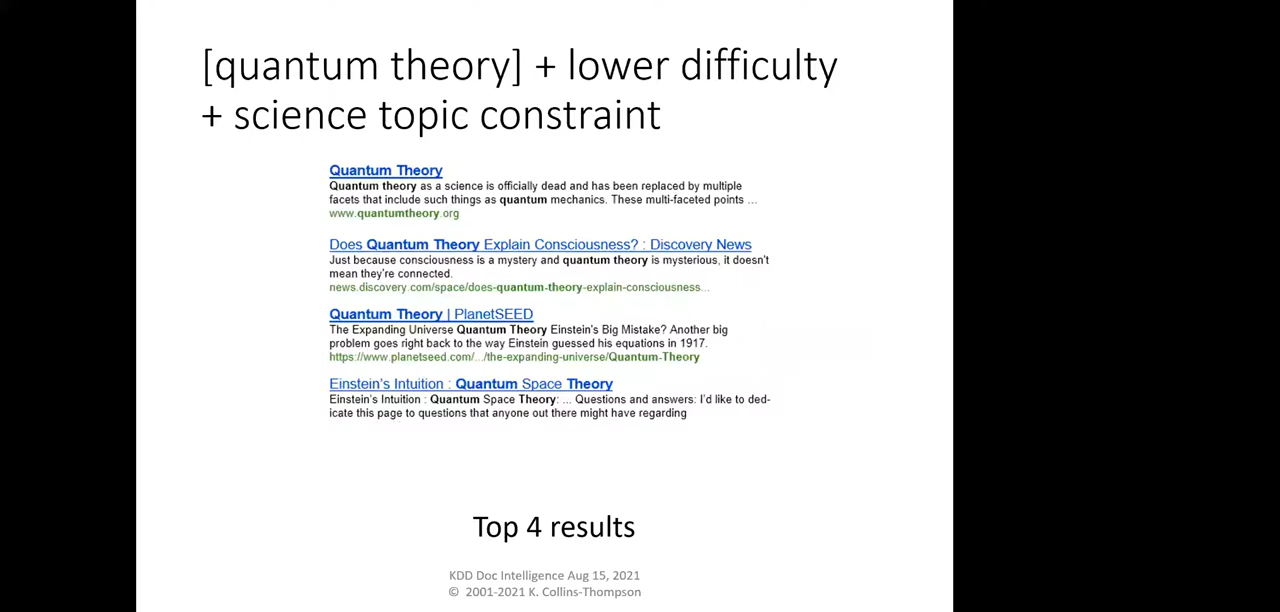 [quantum theory] + lower difficulty
+ science topic constraint
Quantum Theory
Quantum theory as a science is officially dead and has been replaced by multiple
facets that include such things as quantum mechanics. These multi-faceted points ...
www.quantumtheory.org
Does Quantum Theory Explain Consciousness? : Discovery News
Just because consciousness is a mystery and quantum theory is mysterious, it doesn't
mean they're connected.
news.discovery.com/space/does-quantum-theory-explain-consciousness...
Quantum Theory | PlanetSEED
The Expanding Universe Quantum Theory Einstein's Big Mistake? Another big
problem goes right back to the way Einstein guessed his equations in 1917.
https://www.planetseed.com/.../the-expanding-universe/Quantum-Theory
Einstein's Intuition : Quantum Space Theory
Einstein's Intuition : Quantum Space Theory: ... Questions and answers: I'd like to ded-
icate this page to questions that anyone out there might have regarding
Top 4 results
KDD Doc Intelligence Aug 15, 2021
© 2001-2021 K. Collins-Thompson